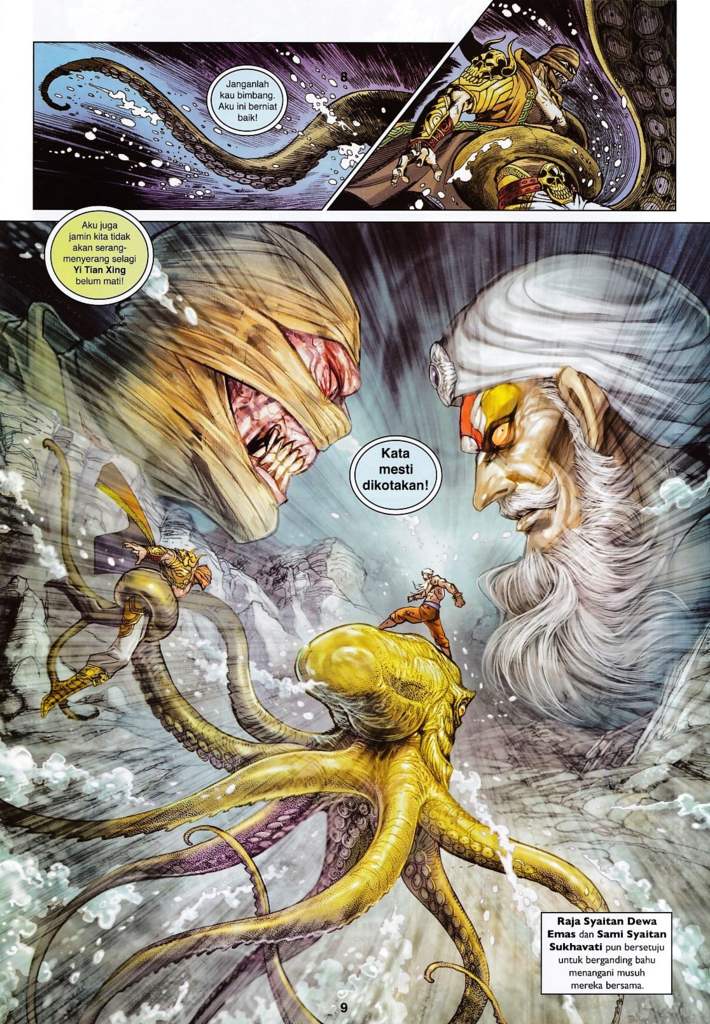 8
Janganlah
kau bimbang.
Aku ini berniat
baik!
Aku juga
jamin kita tidak
akan serang-
menyerang selagi
Yi Tian Xing
belum mati!
Kata
mesti
dikotakan!
Raja Syaitan Dewa
Emas dan Sami Syaitan
Sukhavati pun bersetuju
untuk berganding bahu
menangani musuh
mereka bersama.
9